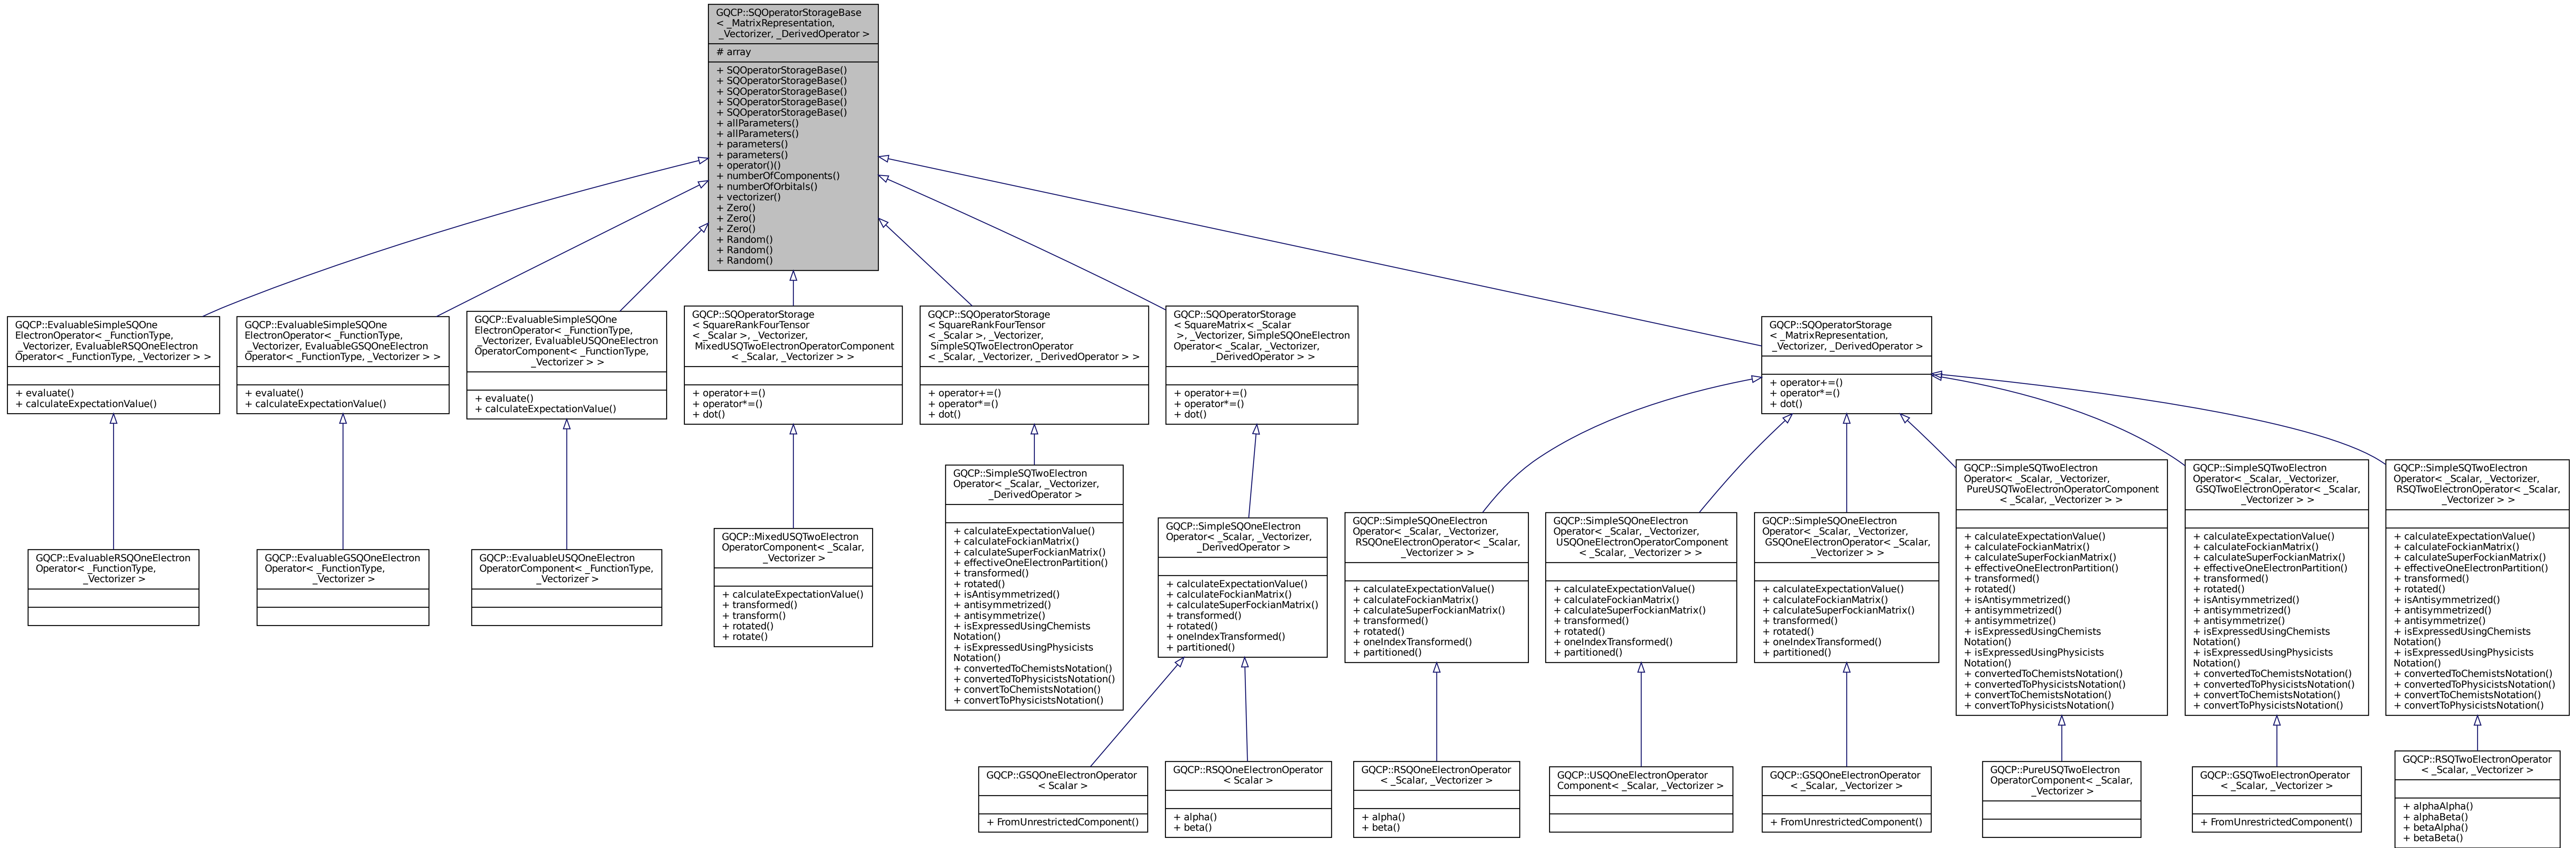 GQCP::SQOperatorStorageBase
< _MatrixRepresentation,
_Vectorizer, _DerivedOperator >
# array
+ SQOperatorStorageBase()
+ SQOperatorStorageBase()
+ SQOperatorStorageBase()
+ SQOperatorStorageBase()
+ SQOperatorStorageBase()
+ allParameters()
+ allParameters()
+ parameters()
+ parameters()
+ operator()()
+ numberOfComponents()
+ numberOfOrbitals()
+ vectorizer()
+ Zero()
+ Zero()
+ Zero()
+ Random()
+ Random()
+ Random()
GQCP::EvaluableSimpleSQOne
ElectronOperator< _FunctionType,
_Vectorizer, EvaluableRSQOneElectron
Operator< _FunctionType, _Vectorizer > >
+ evaluate()
+ calculateExpectationValue()
GQCP::EvaluableSimpleSQOne
ElectronOperator< _FunctionType,
_Vectorizer, EvaluableGSQOneElectron
Operator< _FunctionType, _Vectorizer > >
+ evaluate()
+ calculateExpectationValue()
GQCP::EvaluableSimpleSQOne
ElectronOperator< _FunctionType,
_Vectorizer, EvaluableUSQOneElectron
OperatorComponent< _FunctionType,
_Vectorizer > >
+ evaluate()
+ calculateExpectationValue()
GQCP::SQOperatorStorage
< SquareRankFourTensor
< _Scalar >, _Vectorizer,
MixedUSQTwoElectronOperatorComponent
< _Scalar, _Vectorizer > >
+ operator+=()
+ operator*=()
+ dot()
GQCP::SQOperatorStorage
< SquareRankFourTensor
< _Scalar >, _Vectorizer,
SimpleSQTwoElectronOperator
< _Scalar, _Vectorizer, _DerivedOperator > >
+ operator+=()
+ operator*=()
+ dot()
GQCP::SQOperatorStorage
< SquareMatrix< _Scalar
>, _Vectorizer, SimpleSQOneElectron
Operator< _Scalar, _Vectorizer,
_DerivedOperator > >
+ operator+=()
+ operator*=()
+ dot()
GQCP::SQOperatorStorage
< _MatrixRepresentation,
_Vectorizer, _DerivedOperator >
+ operator+=()
+ operator*=()
+ dot()
GQCP::EvaluableRSQOneElectron
Operator< _FunctionType,
_Vectorizer >
GQCP::EvaluableGSQOneElectron
Operator< _FunctionType,
_Vectorizer >
GQCP::EvaluableUSQOneElectron
OperatorComponent< _FunctionType,
_Vectorizer >
GQCP::MixedUSQTwoElectron
OperatorComponent< _Scalar,
_Vectorizer >
+ calculateExpectationValue()
+ transformed()
+ transform()
+ rotated()
+ rotate()
GQCP::SimpleSQTwoElectron
Operator< _Scalar, _Vectorizer,
_DerivedOperator >
+ calculateExpectationValue()
+ calculateFockianMatrix()
+ calculateSuperFockianMatrix()
+ effectiveOneElectronPartition()
+ transformed()
+ rotated()
+ isAntisymmetrized()
+ antisymmetrized()
+ antisymmetrize()
+ isExpressedUsingChemists
Notation()
+ isExpressedUsingPhysicists
Notation()
+ convertedToChemistsNotation()
+ convertedToPhysicistsNotation()
+ convertToChemistsNotation()
+ convertToPhysicistsNotation()
GQCP::SimpleSQOneElectron
Operator< _Scalar, _Vectorizer,
_DerivedOperator >
+ calculateExpectationValue()
+ calculateFockianMatrix()
+ calculateSuperFockianMatrix()
+ transformed()
+ rotated()
+ oneIndexTransformed()
+ partitioned()
GQCP::SimpleSQOneElectron
Operator< _Scalar, _Vectorizer,
RSQOneElectronOperator< _Scalar,
_Vectorizer > >
+ calculateExpectationValue()
+ calculateFockianMatrix()
+ calculateSuperFockianMatrix()
+ transformed()
+ rotated()
+ oneIndexTransformed()
+ partitioned()
GQCP::SimpleSQOneElectron
Operator< _Scalar, _Vectorizer,
USQOneElectronOperatorComponent
< _Scalar, _Vectorizer > >
+ calculateExpectationValue()
+ calculateFockianMatrix()
+ calculateSuperFockianMatrix()
+ transformed()
+ rotated()
+ oneIndexTransformed()
+ partitioned()
GQCP::SimpleSQOneElectron
Operator< _Scalar, _Vectorizer,
GSQOneElectronOperator< _Scalar,
_Vectorizer > >
+ calculateExpectationValue()
+ calculateFockianMatrix()
+ calculateSuperFockianMatrix()
+ transformed()
+ rotated()
+ oneIndexTransformed()
+ partitioned()
GQCP::SimpleSQTwoElectron
Operator< _Scalar, _Vectorizer,
PureUSQTwoElectronOperatorComponent
< _Scalar, _Vectorizer > >
+ calculateExpectationValue()
+ calculateFockianMatrix()
+ calculateSuperFockianMatrix()
+ effectiveOneElectronPartition()
+ transformed()
+ rotated()
+ isAntisymmetrized()
+ antisymmetrized()
+ antisymmetrize()
+ isExpressedUsingChemists
Notation()
+ isExpressedUsingPhysicists
Notation()
+ convertedToChemistsNotation()
+ convertedToPhysicistsNotation()
+ convertToChemistsNotation()
+ convertToPhysicistsNotation()
GQCP::SimpleSQTwoElectron
Operator< _Scalar, _Vectorizer,
GSQTwoElectronOperator< _Scalar,
_Vectorizer > >
+ calculateExpectationValue()
+ calculateFockianMatrix()
+ calculateSuperFockianMatrix()
+ effectiveOneElectronPartition()
+ transformed()
+ rotated()
+ isAntisymmetrized()
+ antisymmetrized()
+ antisymmetrize()
+ isExpressedUsingChemists
Notation()
+ isExpressedUsingPhysicists
Notation()
+ convertedToChemistsNotation()
+ convertedToPhysicistsNotation()
+ convertToChemistsNotation()
+ convertToPhysicistsNotation()
GQCP::SimpleSQTwoElectron
Operator< _Scalar, _Vectorizer,
RSQTwoElectronOperator< _Scalar,
_Vectorizer > >
+ calculateExpectationValue()
+ calculateFockianMatrix()
+ calculateSuperFockianMatrix()
+ effectiveOneElectronPartition()
+ transformed()
+ rotated()
+ isAntisymmetrized()
+ antisymmetrized()
+ antisymmetrize()
+ isExpressedUsingChemists
Notation()
+ isExpressedUsingPhysicists
Notation()
+ convertedToChemistsNotation()
+ convertedToPhysicistsNotation()
+ convertToChemistsNotation()
+ convertToPhysicistsNotation()
GQCP::GSQOneElectronOperator
< Scalar >
+ FromUnrestrictedComponent()
GQCP::RSQOneElectronOperator
< Scalar >
+ alpha()
+ beta()
GQCP::RSQOneElectronOperator
< _Scalar, _Vectorizer >
+ alpha()
+ beta()
GQCP::USQOneElectronOperator
Component< _Scalar, _Vectorizer >
GQCP::GSQOneElectronOperator
< _Scalar, _Vectorizer >
+ FromUnrestrictedComponent()
GQCP::PureUSQTwoElectron
OperatorComponent< _Scalar,
_Vectorizer >
GQCP::GSQTwoElectronOperator
< _Scalar, _Vectorizer >
+ FromUnrestrictedComponent()
GQCP::RSQTwoElectronOperator
< _Scalar, _Vectorizer >
+ alphaAlpha()
+ alphaBeta()
+ betaAlpha()
+ betaBeta()